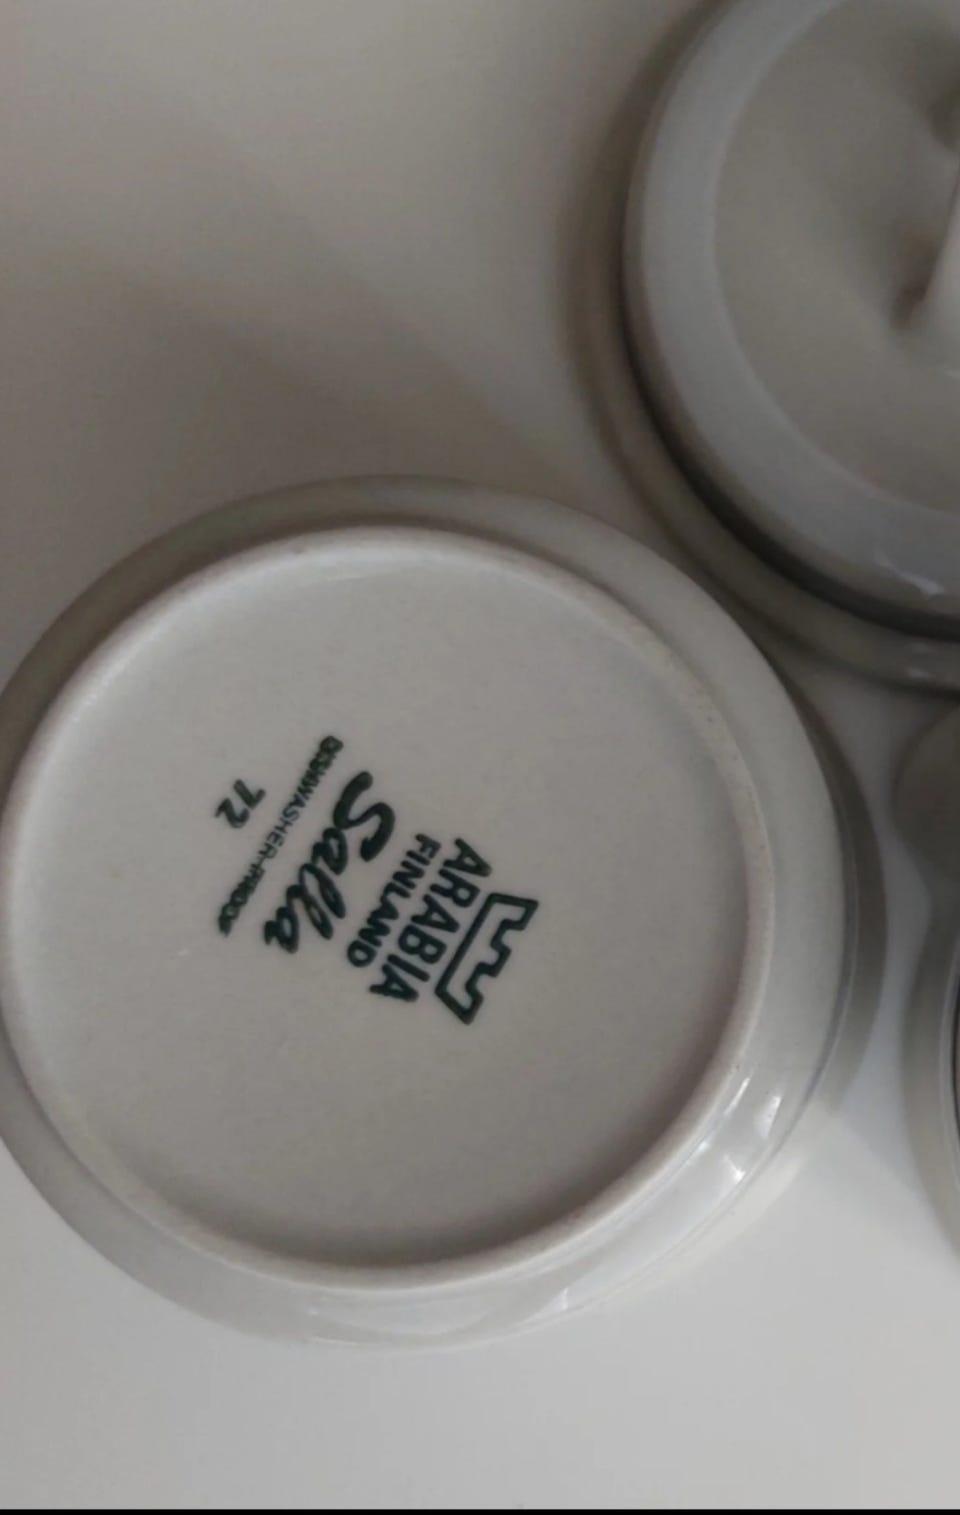 ARABIA
FINLAND
Salla
DISHWASHER-PROOF
72